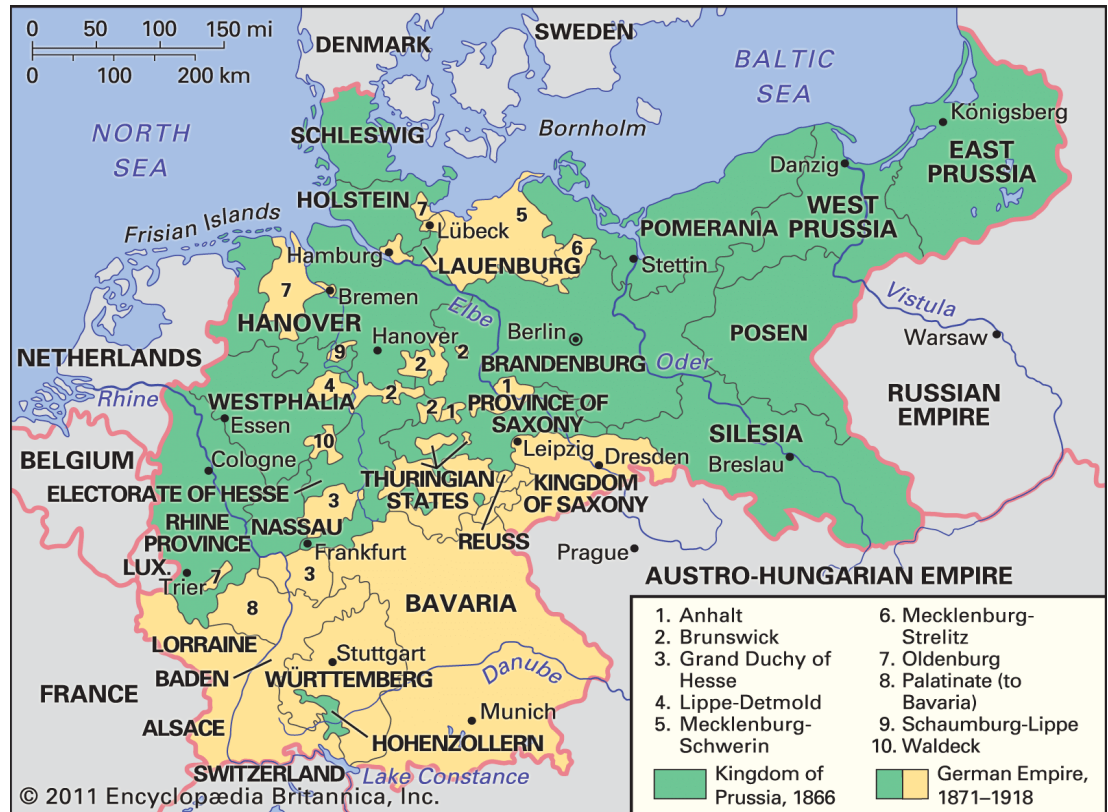 0 50 100 150 mi
0 100 200 km
DENMARK
SWEDEN
BALTIC
SEA
NORTH
SEA
Bornholm
Königsberg
SCHLESWIG
EAST
PRUSSIA
Danzig
HOLSTEIN
7
5
WEST
PRUSSIA
Frisian Islands
Lübeck
POMERANIA
6
Hamburg
LAUENBURG
Stettin
7
Bremen
Elbe
Vistula
HANOVER
Hanover
Berlin
POSEN
Warsaw
NETHERLANDS
9
2
2
BRANDENBURG
Oder
Rhine
4
2
1
RUSSIAN
EMPIRE
WESTPHALIA
2
1
PROVINCE OF
SAXONY
Essen
10
SILESIA
BELGIUM
Cologne
Leipzig
Dresden
Breslau
ELECTORATE OF HESSE
THURINGIAN
STATES
KINGDOM
OF SAXONY
3
RHINE
PROVINCE
NASSAU
REUSS
Frankfurt
Prague
LUX.
Trier
7
3
AUSTRO-HUNGARIAN EMPIRE
8
BAVARIA
LORRAINE
Stuttgart
BADEN
WÜRTTEMBERG
Danube
FRANCE
ALSACE
Munich
HOHENZOLLERN
SWITZERLAND
Lake Constance
1. Anhalt
2. Brunswick
3. Grand Duchy of
Hesse
4. Lippe-Detmold
5. Mecklenburg-
Schwerin
6. Mecklenburg-
Strelitz
7. Oldenburg
8. Palatinate (to
Bavaria)
9. Schaumburg-Lippe
10. Waldeck
Kingdom of
Prussia, 1866
German Empire,
1871–1918
© 2011 Encyclopædia Britannica, Inc.